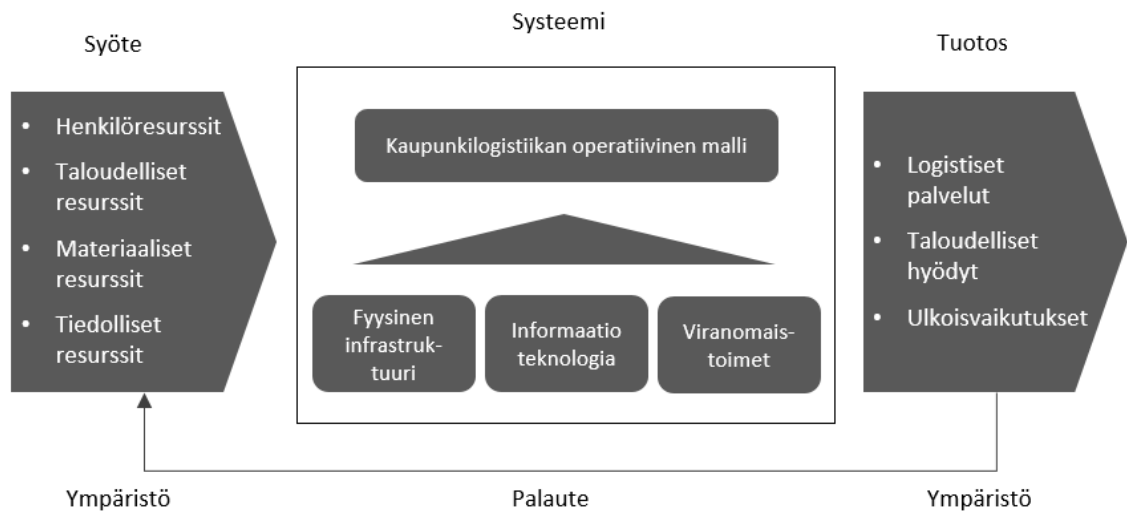 Syöte
Systeemi
Tuotos
• Henkilöresurssit
• Taloudelliset
resurssit
• Materiaaliset
resurssit
• Tiedolliset
resurssit
Kaupunkilogistiikan operatiivinen malli
Fyysinen
infrastruk-
tuuri
Informaatio
teknologia
Viranomais-
toimet
• Logistiset
palvelut
• Taloudelliset
hyödyt
• Ulkoisvaikutukset
Ympäristö
Palaute
Ympäristö